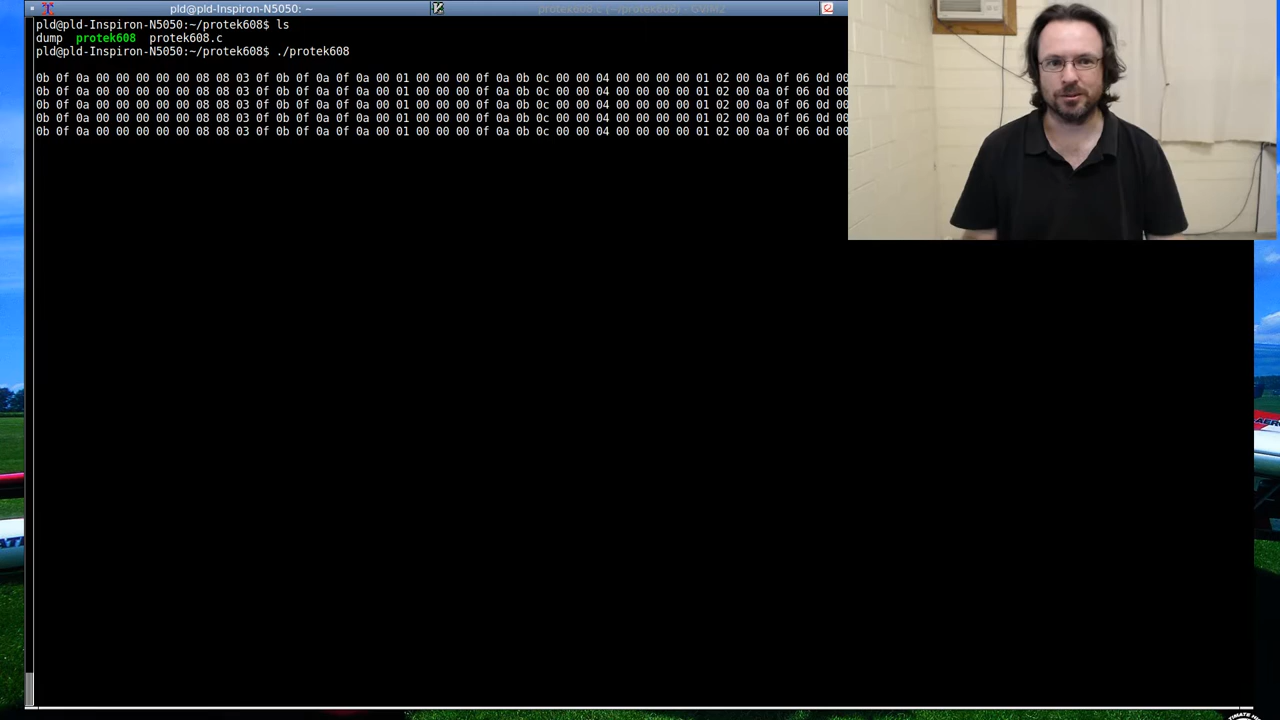 pld@pld-Inspiron-N5050: ~
protek608.c (~/protek608) - GVIM2
pld@pld-Inspiron-N5050:~/protek608$ ls
dump protek608 protek608.c
pld@pld-Inspiron-N5050:~/protek608$ ./protek608
0b 0f 0a 00 00 00 00 00 08 08 03 0f 0b 0f 0a 0f 0a 00 01 00 00 00 0f 0a 0b 0c 00 00 04 00 00 00 00 01 02 00 0a 0f 06 0d 00
0b 0f 0a 00 00 00 00 00 08 08 03 0f 0b 0f 0a 0f 0a 00 01 00 00 00 0f 0a 0b 0c 00 00 04 00 00 00 00 01 02 00 0a 0f 06 0d 00
0b 0f 0a 00 00 00 00 00 08 08 03 0f 0b 0f 0a 0f 0a 00 01 00 00 00 0f 0a 0b 0c 00 00 04 00 00 00 00 01 02 00 0a 0f 06 0d 00
0b 0f 0a 00 00 00 00 00 08 08 03 0f 0b 0f 0a 0f 0a 00 01 00 00 00 0f 0a 0b 0c 00 00 04 00 00 00 00 01 02 00 0a 0f 06 0d 00
0b 0f 0a 00 00 00 00 00 08 08 03 0f 0b 0f 0a 0f 0a 00 01 00 00 00 0f 0a 0b 0c 00 00 04 00 00 00 00 01 02 00 0a 0f 06 0d 00